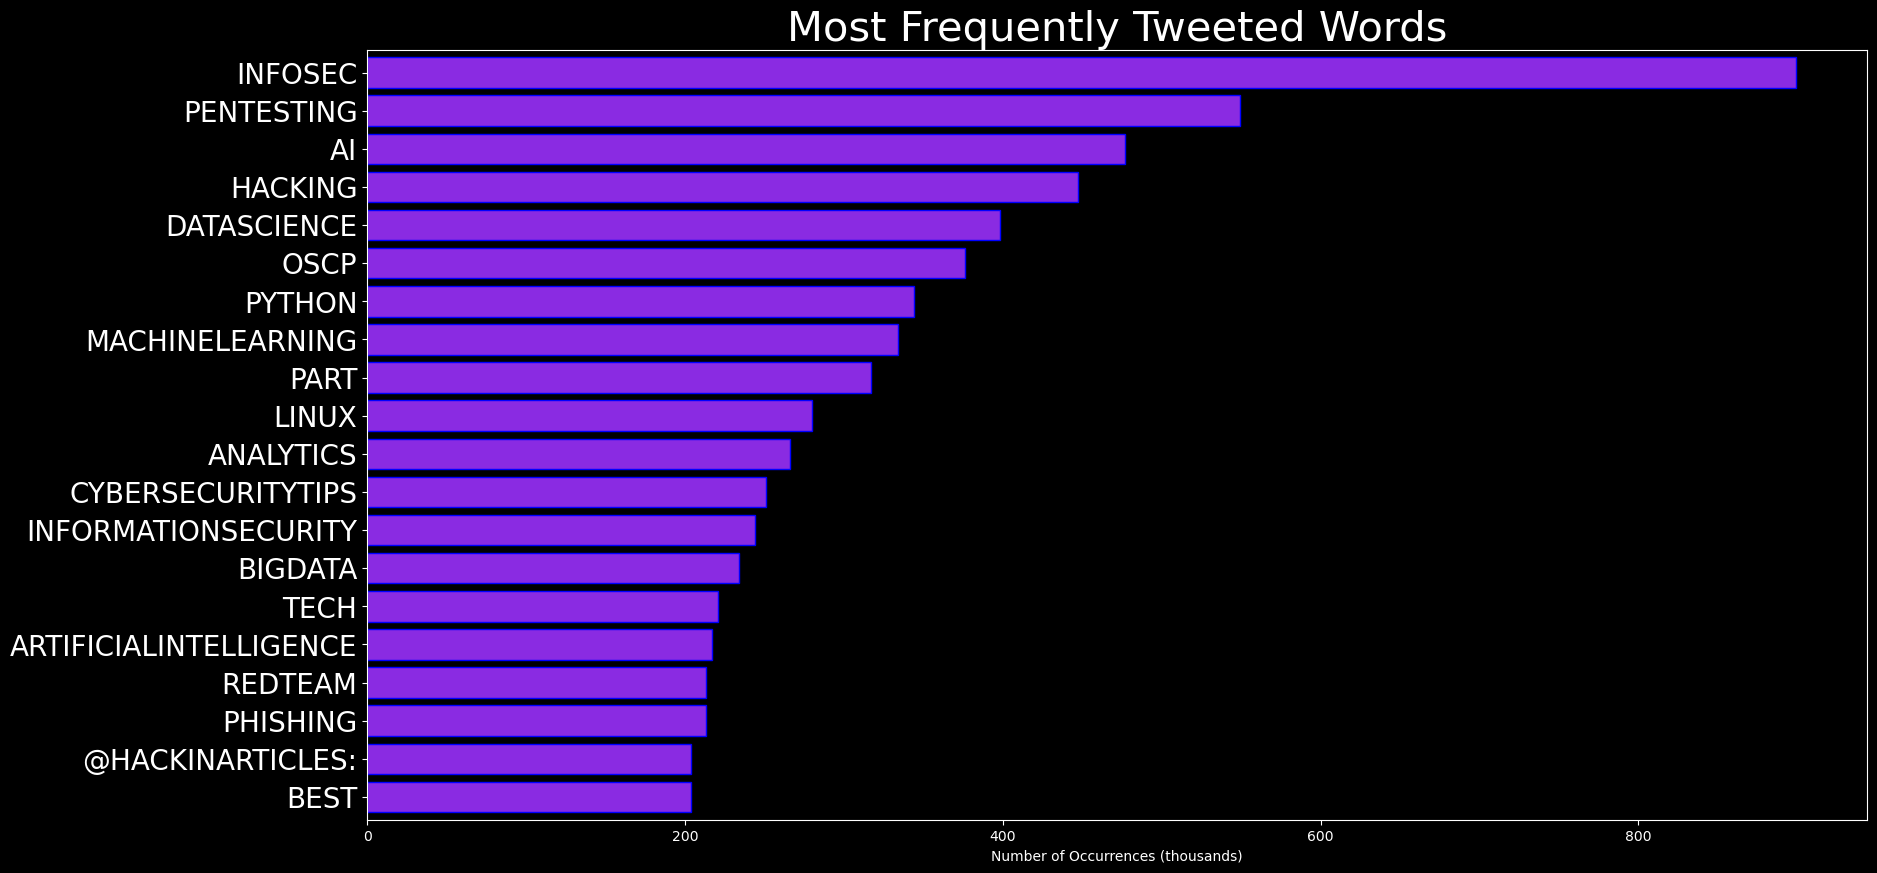 Most Frequently Tweeted Words
INFOSEC
PENTESTING
AI
HACKING
DATASCIENCE
OSCP
PYTHON
MACHINELEARNING
PART
LINUX
ANALYTICS
CYBERSECURITYTIPS
INFORMATIONSECURITY
BIGDATA
TECH
ARTIFICIALINTELLIGENCE
REDTEAM
PHISHING
@HACKINARTICLES:
BEST
0 200 400 600 800
Number of Occurrences (thousands)